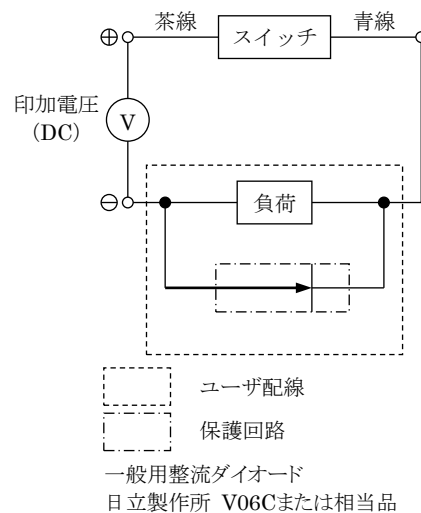 ⊕ 茶線 スイッチ 青線
印加電圧
(DC)
V
⊖ 負荷
ユーザ配線
保護回路
一般用整流ダイオード
日立製作所 V06Cまたは相当品